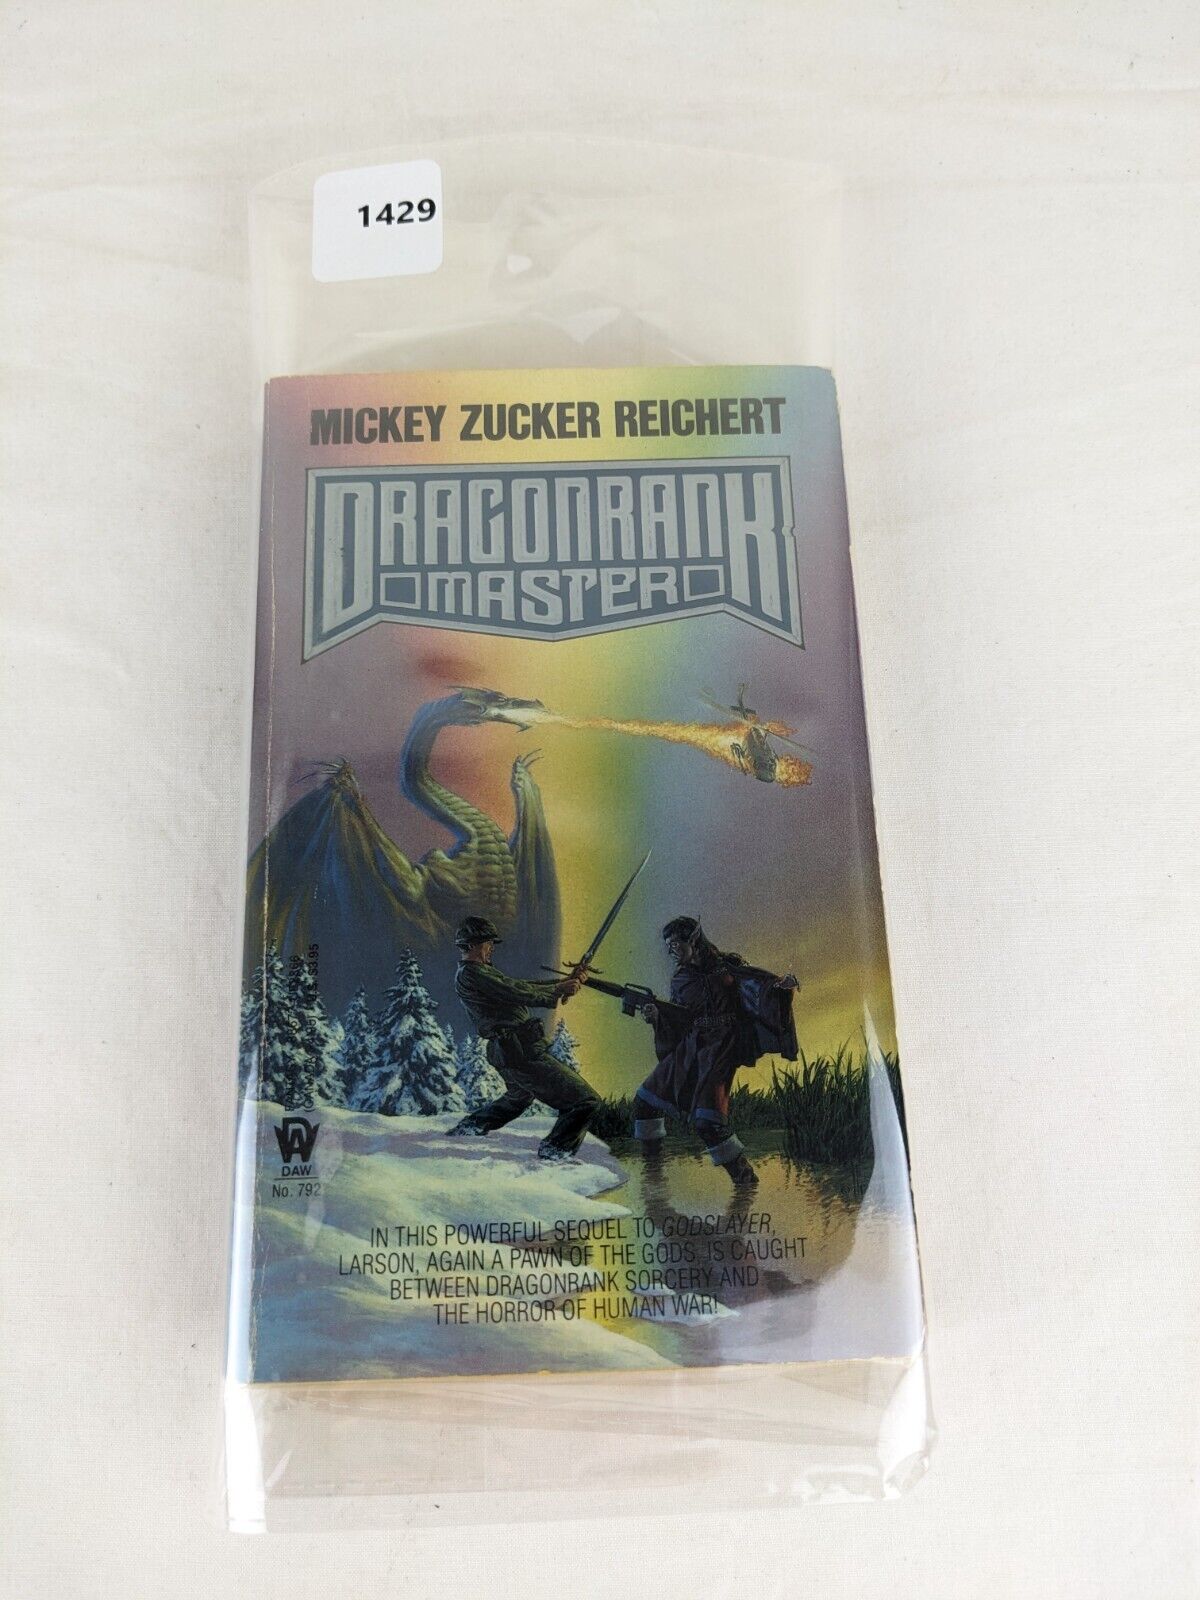 1429
MICKEY ZUCKER REICHERT
DRAGONRANK
MASTER
DAW
No. 792
IN THIS POWERFUL SEQUEL TO GODSLAYER,
LARSON, AGAIN A PAWN OF THE GODS, IS CAUGHT
BETWEEN DRAGONRANK SORCERY AND
THE HORROR OF HUMAN WAR!